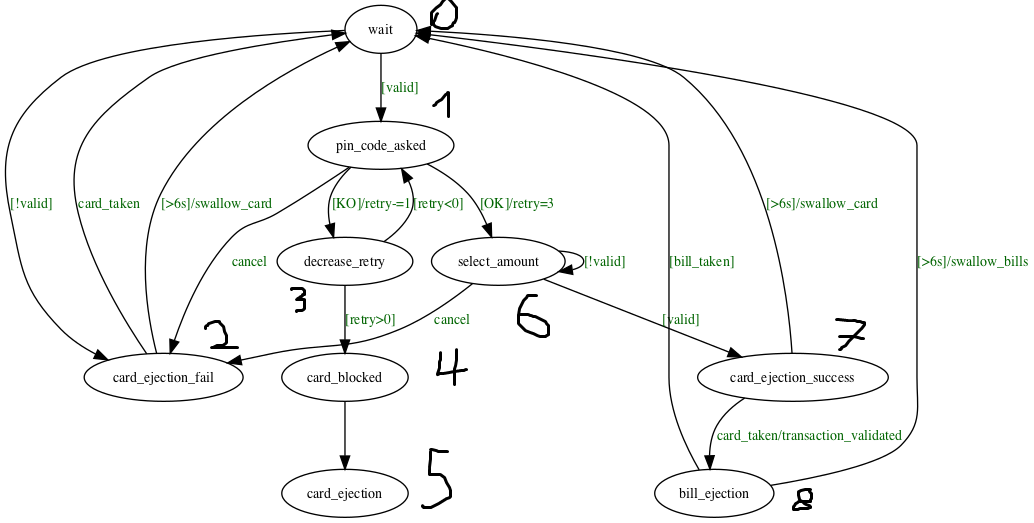 wait 0
[valid]
1
pin_code_asked
[!valid] card_taken [>6s]/swallow_card [KO]/retry-=1 [retry<0] [OK]/retry=3 [>6s]/swallow_card
cancel decrease_retry select_amount [!valid] [bill_taken] [>6s]/swallow_bills
3 6
2 [retry>0] cancel [valid] 7
card_ejection_fail card_blocked 4 card_ejection_success
card_taken/transaction_validated
card_ejection 5 bill_ejection 8